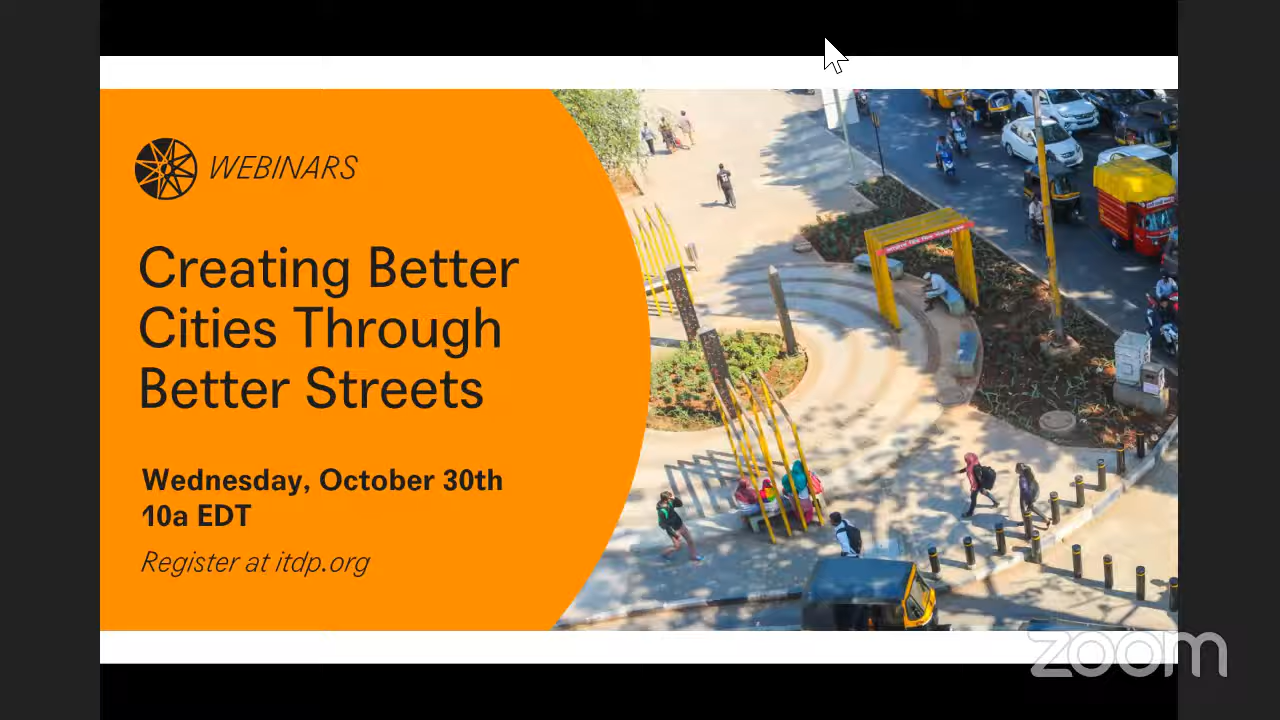 WEBINARS
Creating Better
Cities Through
Better Streets
Wednesday, October 30th
10a EDT
Register at itdp.org
zoom